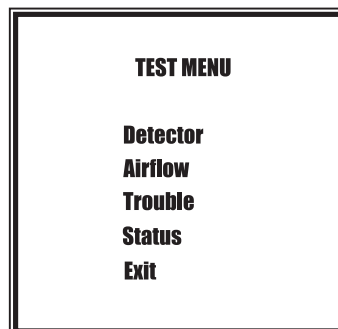 TEST MENU
Detector
Airflow
Trouble
Status
Exit